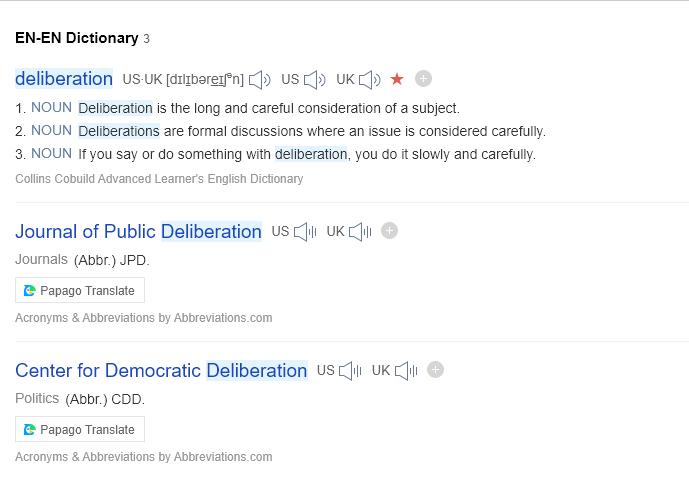 EN-EN Dictionary 3
deliberation US·UK [dɪlɪbəreɪʃᵊn] US UK
1. NOUN Deliberation is the long and careful consideration of a subject.
2. NOUN Deliberations are formal discussions where an issue is considered carefully.
3. NOUN If you say or do something with deliberation, you do it slowly and carefully.
Collins Cobuild Advanced Learner's English Dictionary
Journal of Public Deliberation US UK
Journals (Abbr.) JPD.
Papago Translate
Acronyms & Abbreviations by Abbreviations.com
Center for Democratic Deliberation US UK
Politics (Abbr.) CDD.
Papago Translate
Acronyms & Abbreviations by Abbreviations.com